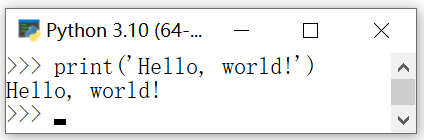 Python 3.10 (64-...
>>> print('Hello, world!')
Hello, world!
>>>